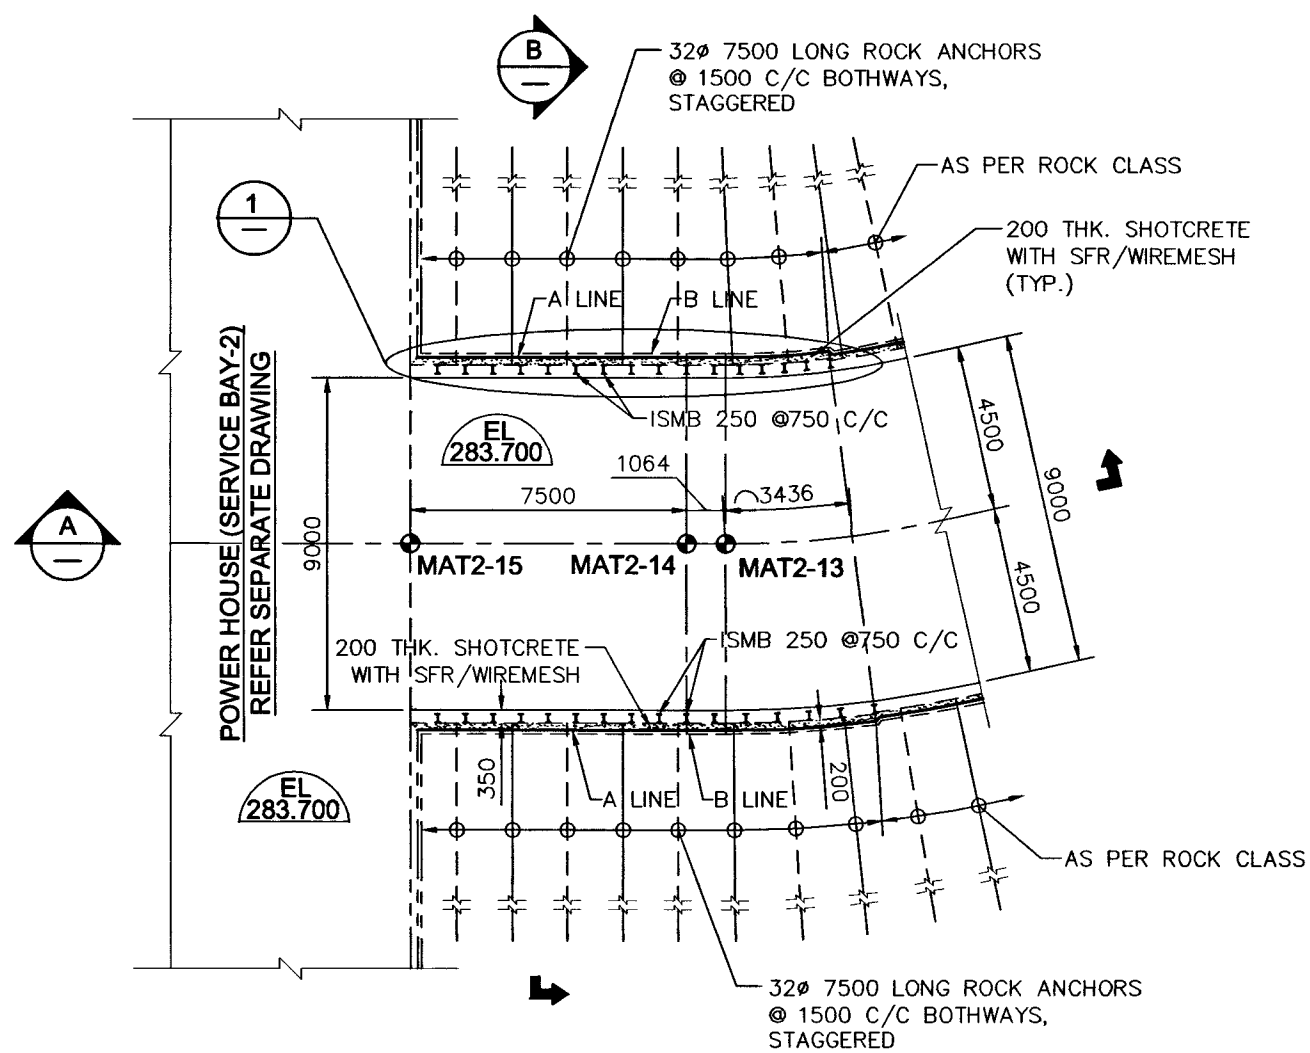 B
32ø 7500 LONG ROCK ANCHORS
@ 1500 C/C BOTHWAYS,
STAGGERED
AS PER ROCK CLASS
1
200 THK. SHOTCRETE
WITH SFR/WIREMESH
(TYP.)
A LINE
B LINE
POWER HOUSE (SERVICE BAY-2)
REFER SEPARATE DRAWING
ISMB 250 @750 C/C
EL
283.700
4500
9000
1064
7500
3436
A
9000
MAT2-15
MAT2-14
MAT2-13
4500
200 THK. SHOTCRETE
WITH SFR/WIREMESH
ISMB 250 @750 C/C
350
200
EL
283.700
A LINE
B LINE
AS PER ROCK CLASS
32ø 7500 LONG ROCK ANCHORS
@ 1500 C/C BOTHWAYS,
STAGGERED